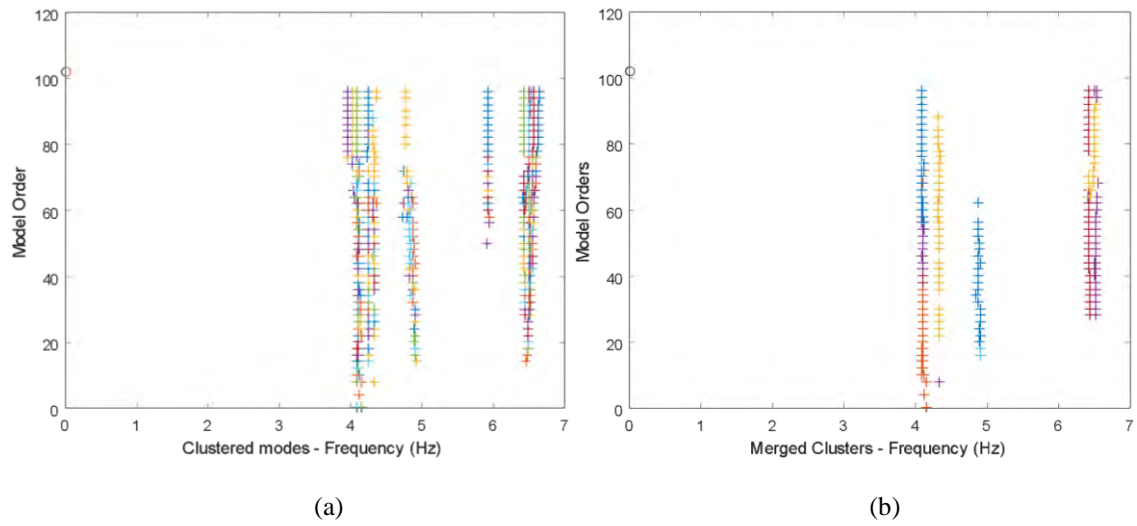 120
100
80
60
40
20
0
Model Order
0 1 2 3 4 5 6 7
Clustered modes - Frequency (Hz)
(a)
120
100
80
60
40
20
0
Model Orders
0 1 2 3 4 5 6 7
Merged Clusters - Frequency (Hz)
(b)